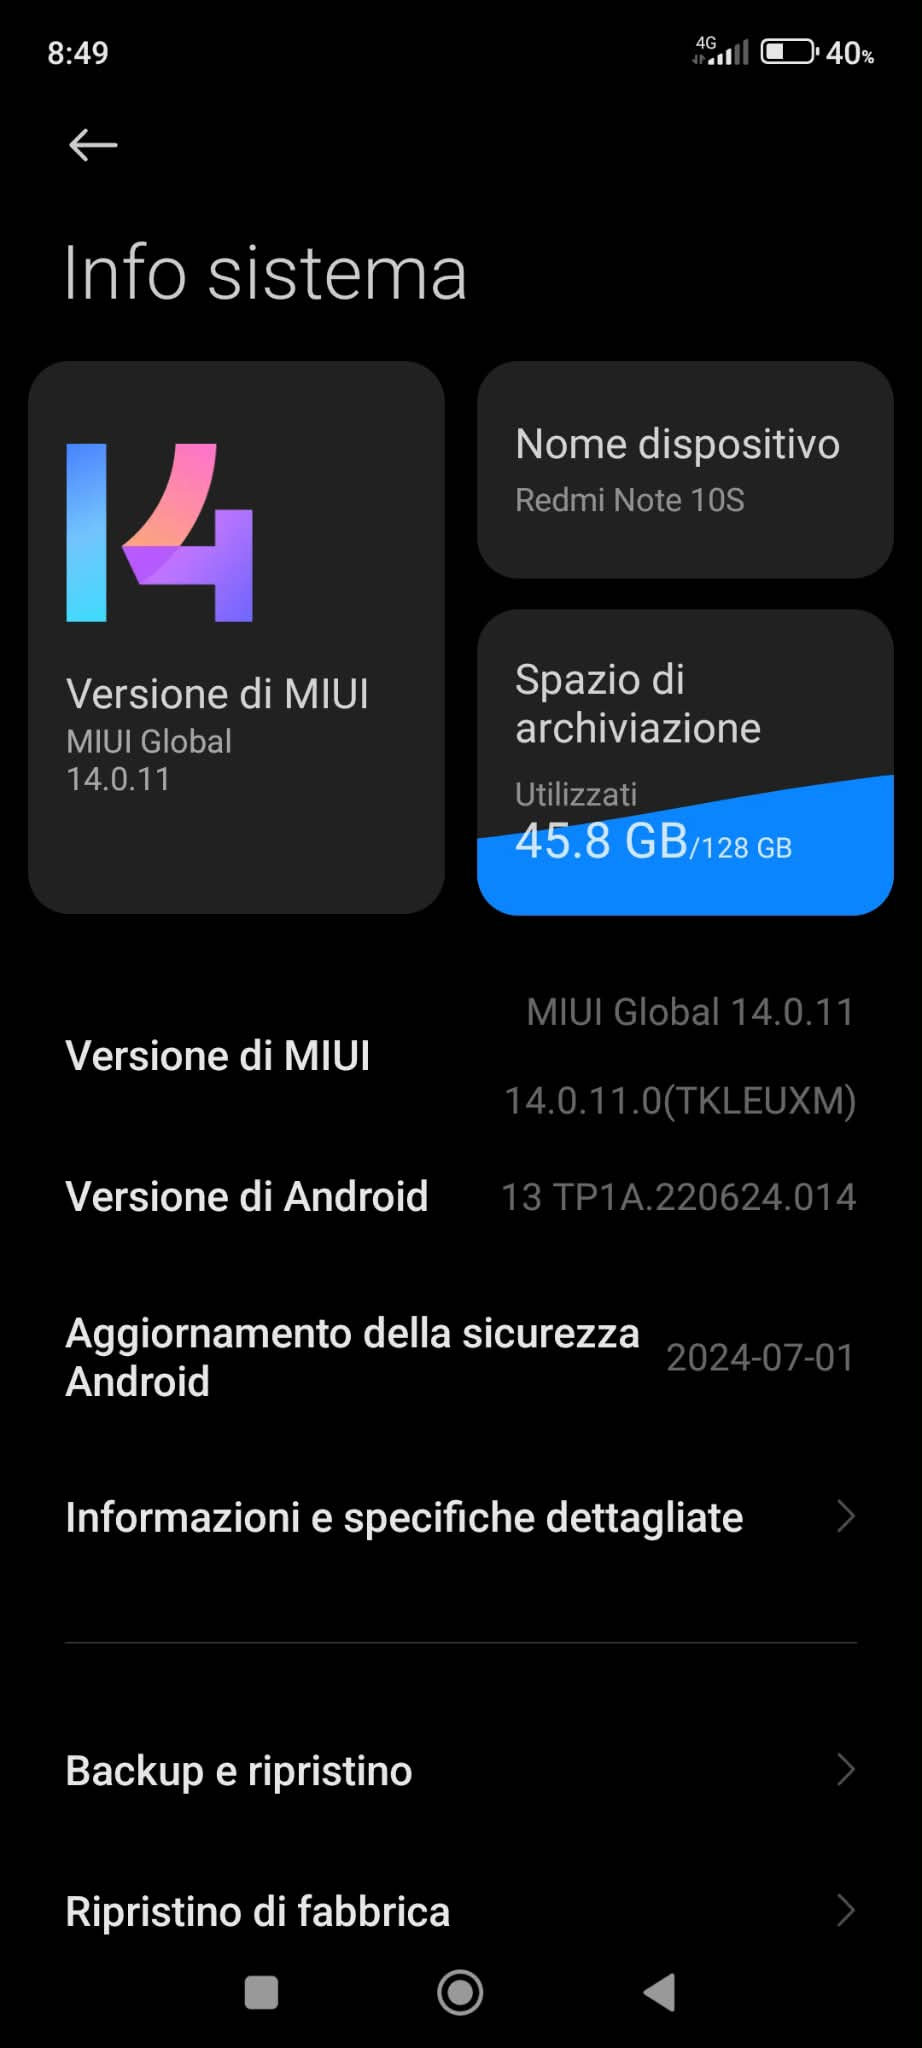 8:49
4G
40%
Info sistema
14
Versione di MIUI
MIUI Global
14.0.11
Nome dispositivo
Redmi Note 10S
Spazio di
archiviazione
Utilizzati
45.8 GB/128 GB
Versione di MIUI
MIUI Global 14.0.11
14.0.11.0(TKLEUXM)
Versione di Android
13 TP1A.220624.014
Aggiornamento della sicurezza
Android
2024-07-01
Informazioni e specifiche dettagliate
Backup e ripristino
Ripristino di fabbrica